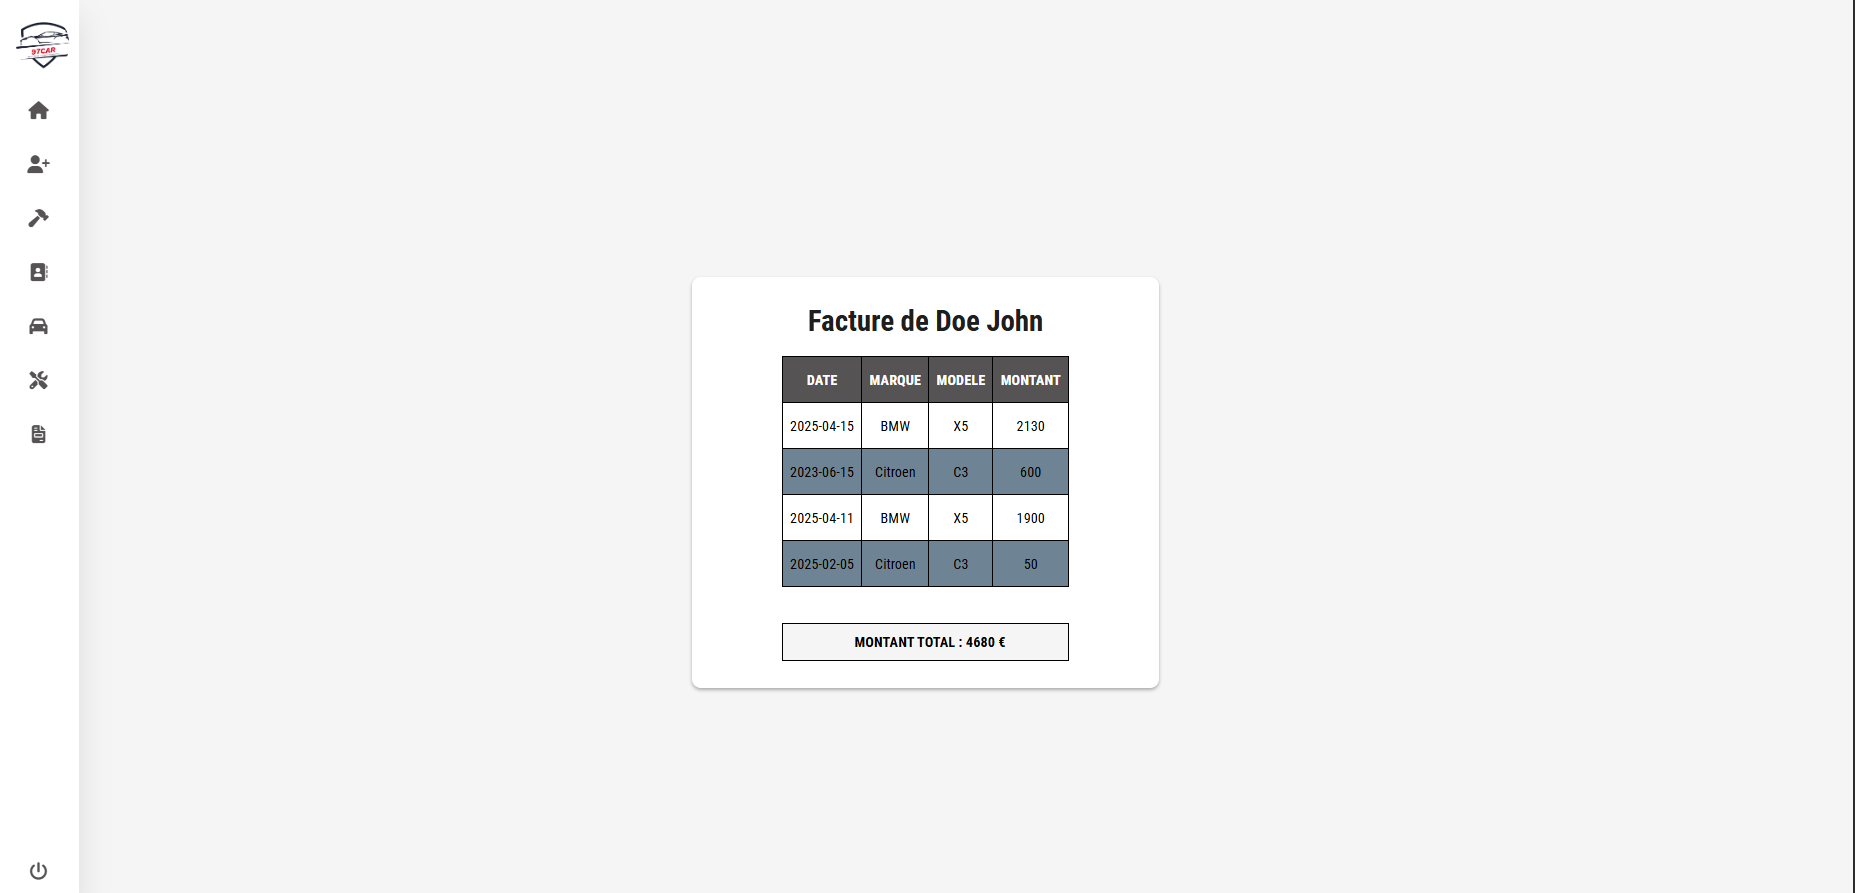 97CAR
Facture de Doe John
DATE MARQUE MODELE MONTANT
2025-04-15 BMW X5 2130
2023-06-15 Citroen C3 600
2025-04-11 BMW X5 1900
2025-02-05 Citroen C3 50
MONTANT TOTAL : 4680 €